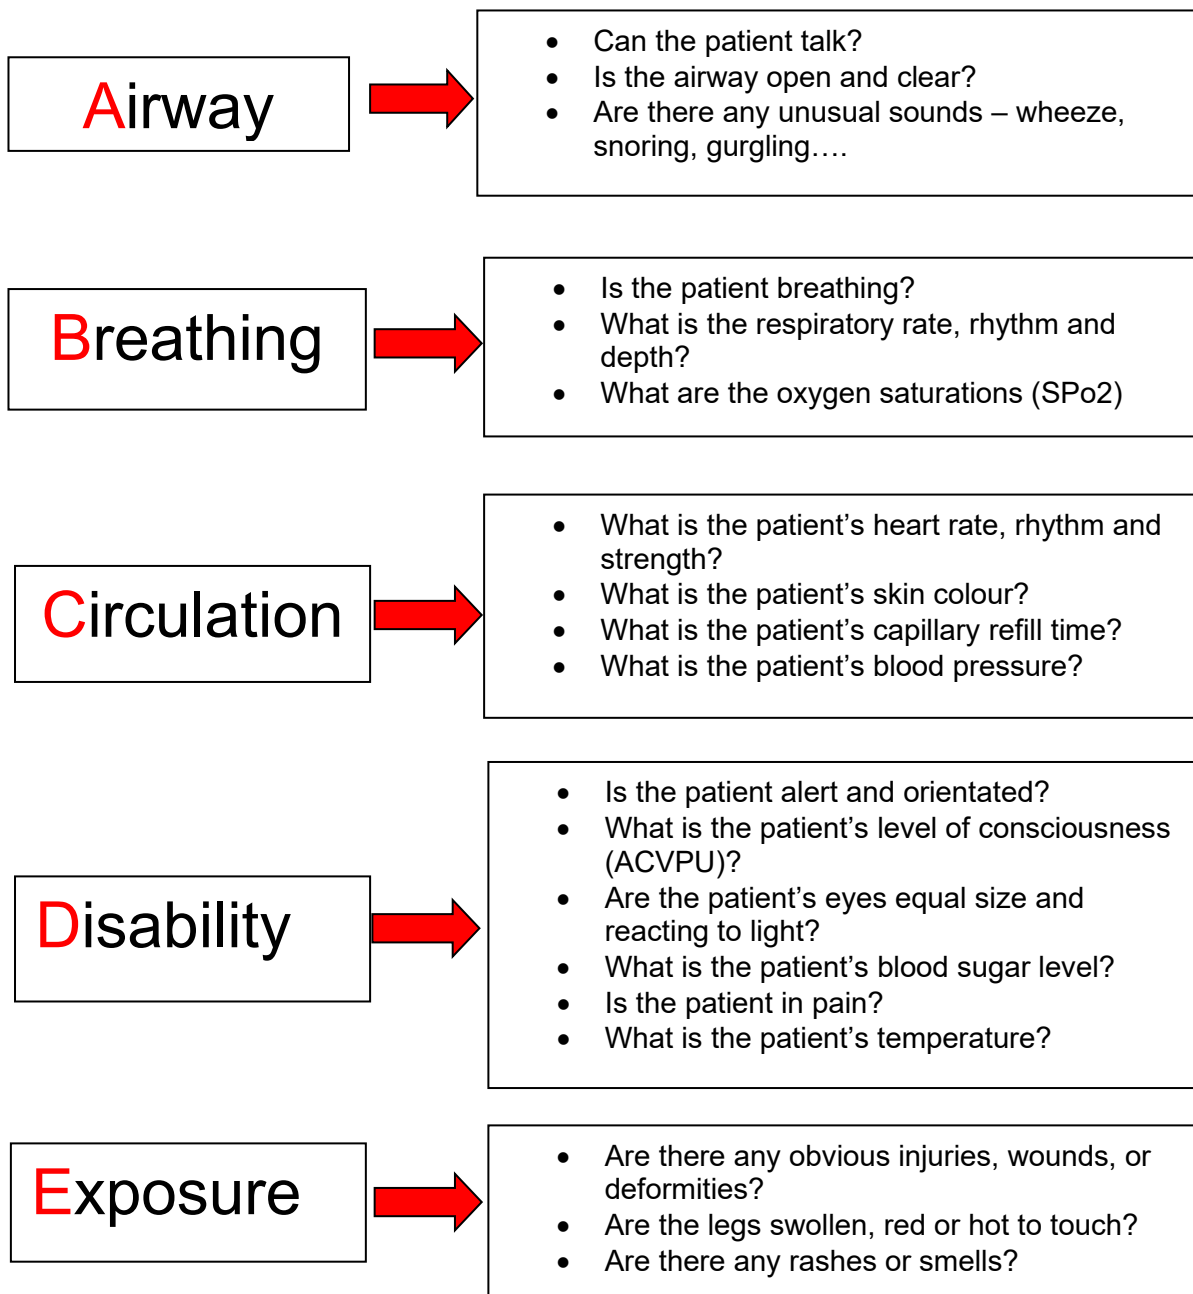 Airway
• Can the patient talk?
• Is the airway open and clear?
• Are there any unusual sounds – wheeze,
snoring, gurgling….
Breathing
• Is the patient breathing?
• What is the respiratory rate, rhythm and
depth?
• What are the oxygen saturations (SPo2)
Circulation
• What is the patient’s heart rate, rhythm and
strength?
• What is the patient’s skin colour?
• What is the patient’s capillary refill time?
• What is the patient’s blood pressure?
Disability
• Is the patient alert and orientated?
• What is the patient’s level of consciousness
(ACVPU)?
• Are the patient’s eyes equal size and
reacting to light?
• What is the patient’s blood sugar level?
• Is the patient in pain?
• What is the patient’s temperature?
Exposure
• Are there any obvious injuries, wounds, or
deformities?
• Are the legs swollen, red or hot to touch?
• Are there any rashes or smells?